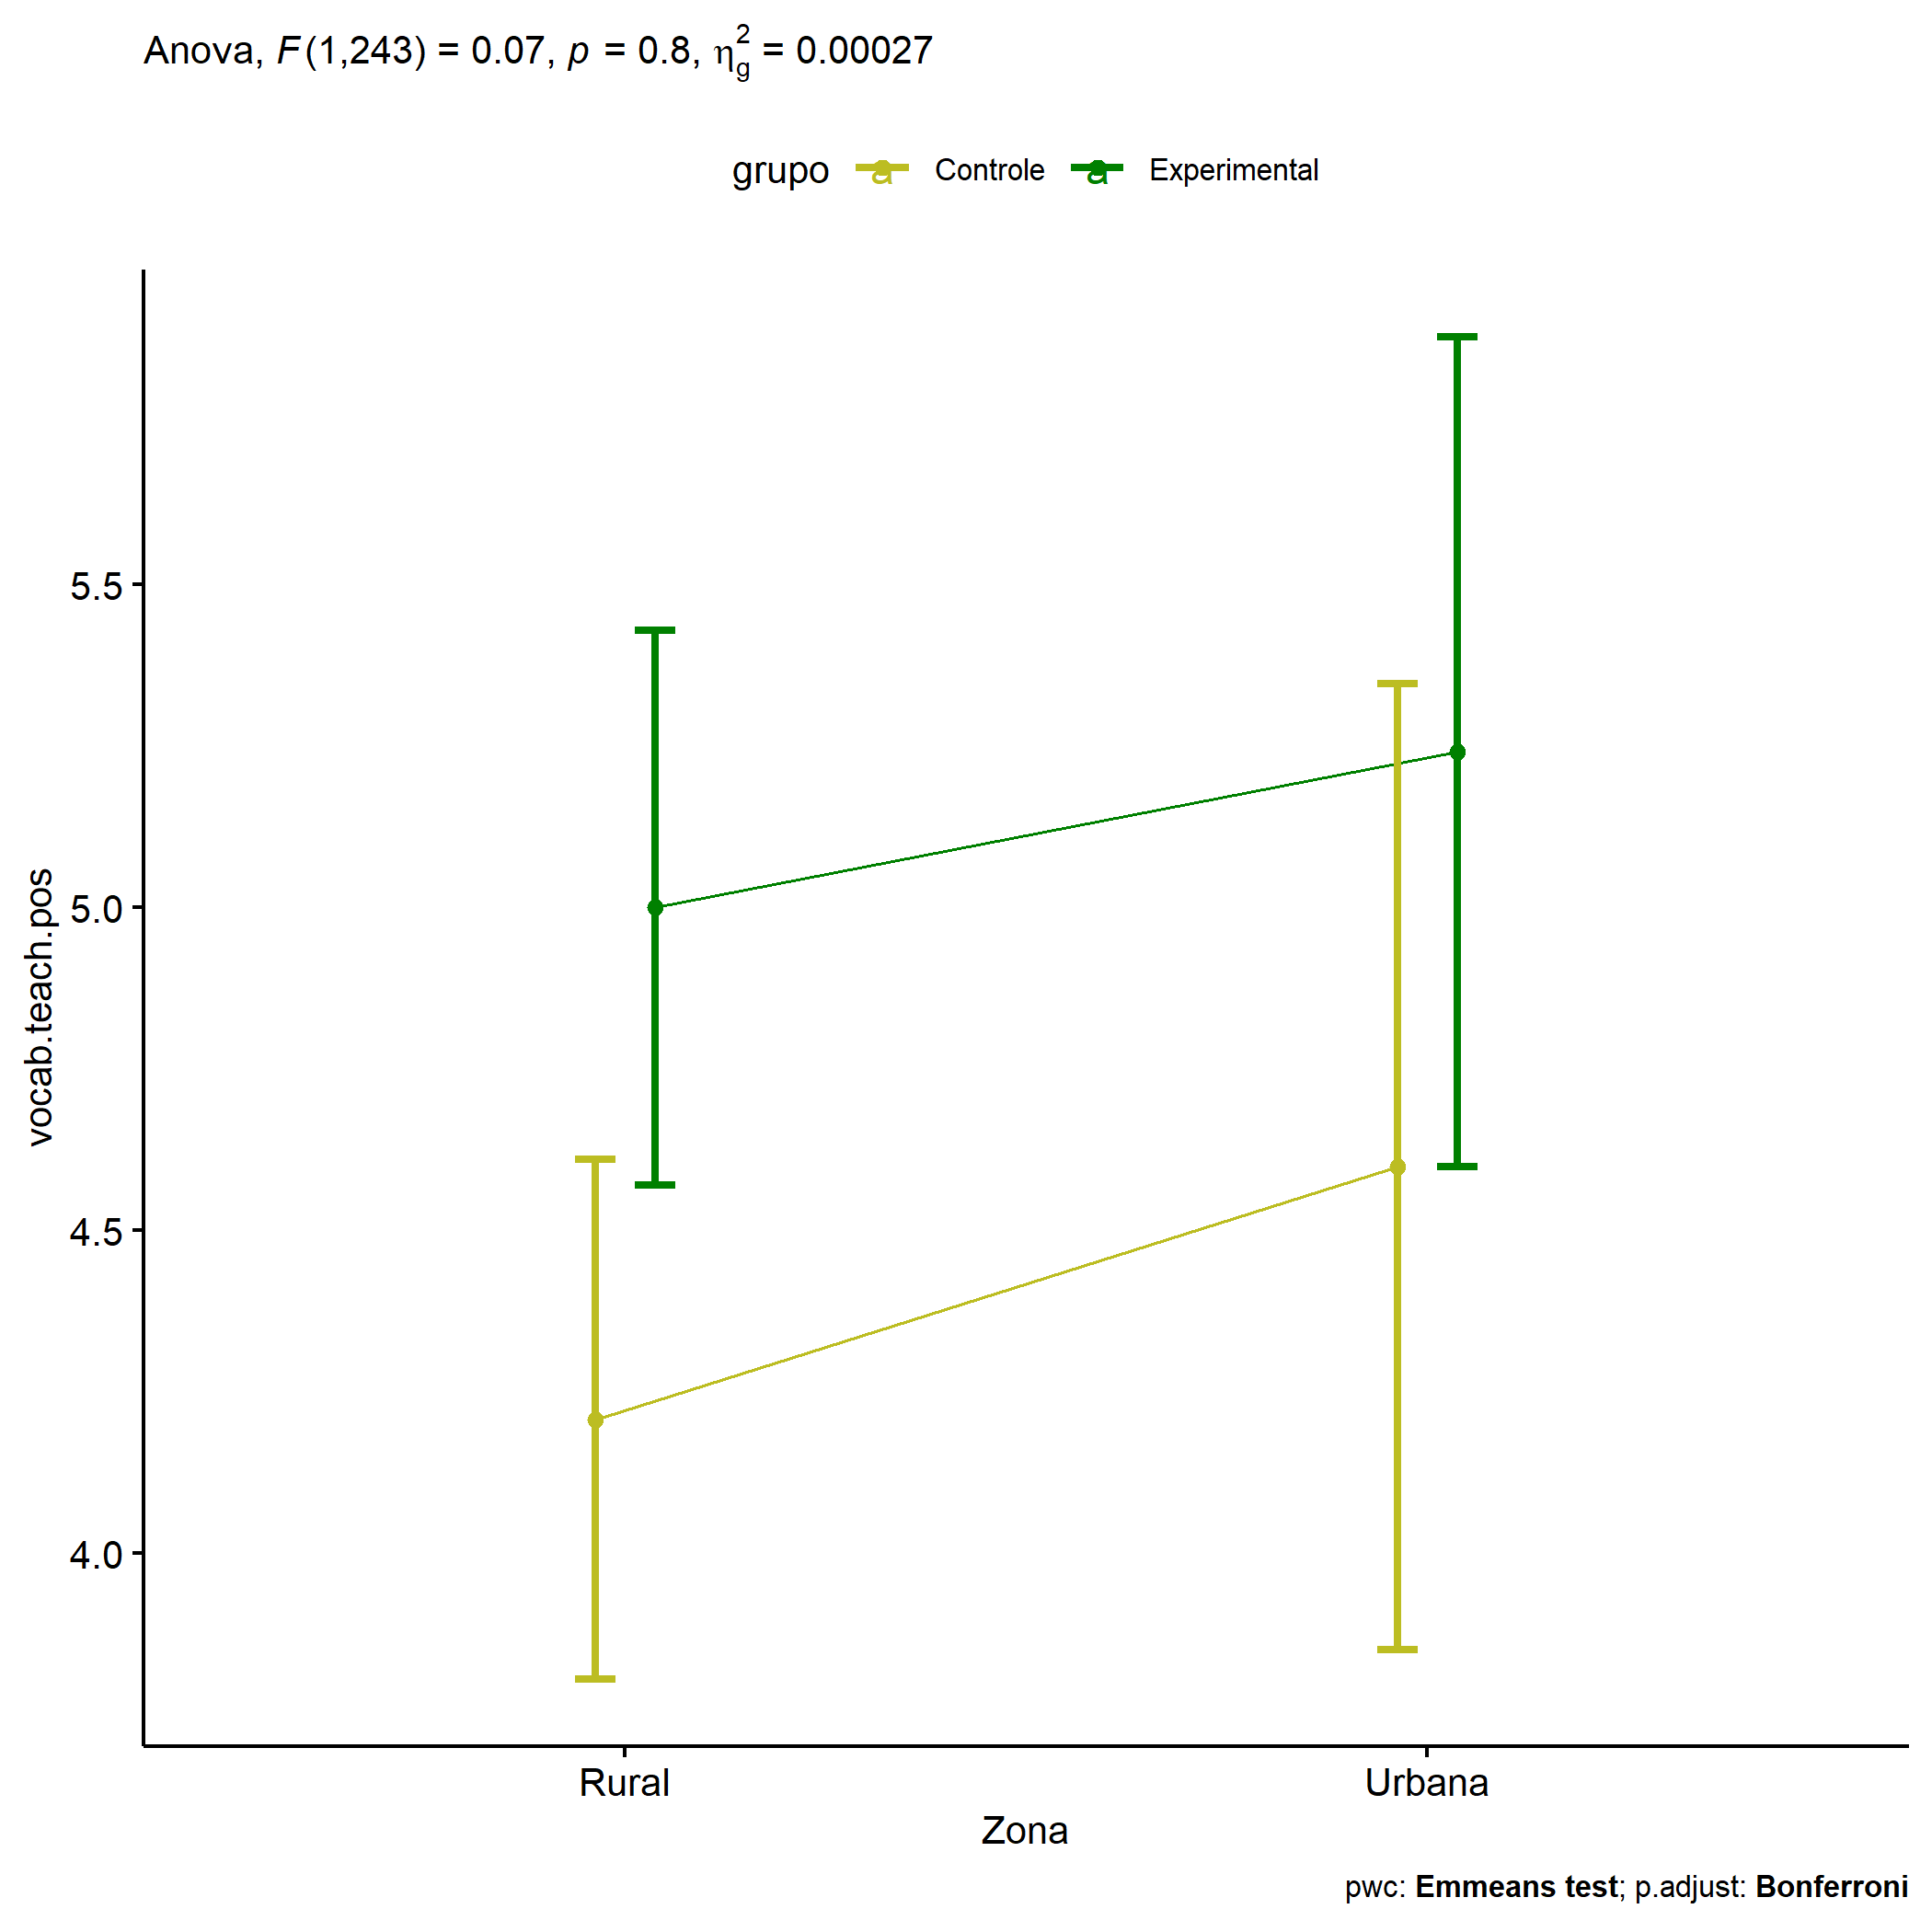 Anova, F(1,243) = 0.07, p = 0.8, η²g = 0.00027
grupo a Controle a Experimental
5.5
5.0
4.5
4.0
vocab.teach.pos
Rural Urbana
Zona
pwc: Emmeans test; p.adjust: Bonferroni